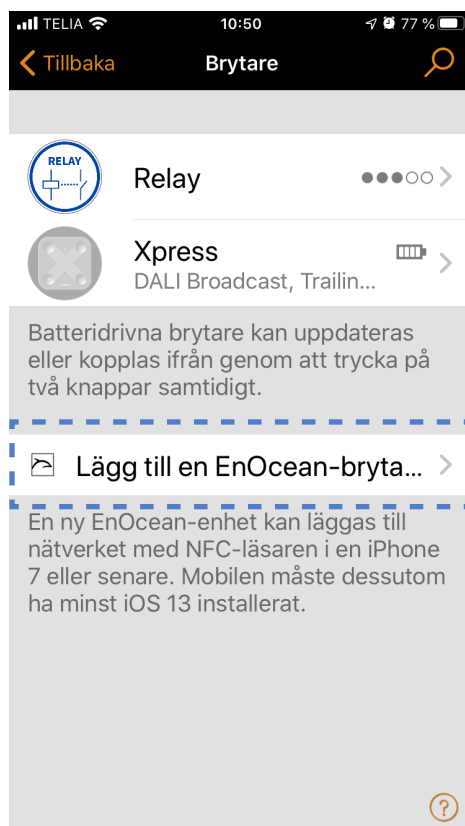 TELIA 10:50 77 %
Tillbaka Brytare
RELAY
Relay
Xpress
DALI Broadcast, Trailin...
Batteridrivna brytare kan uppdateras
eller kopplas ifrån genom att trycka på
två knappar samtidigt.
Lägg till en EnOcean-bryta...
En ny EnOcean-enhet kan läggas till
nätverket med NFC-läsaren i en iPhone
7 eller senare. Mobilen måste dessutom
ha minst iOS 13 installerat.
?